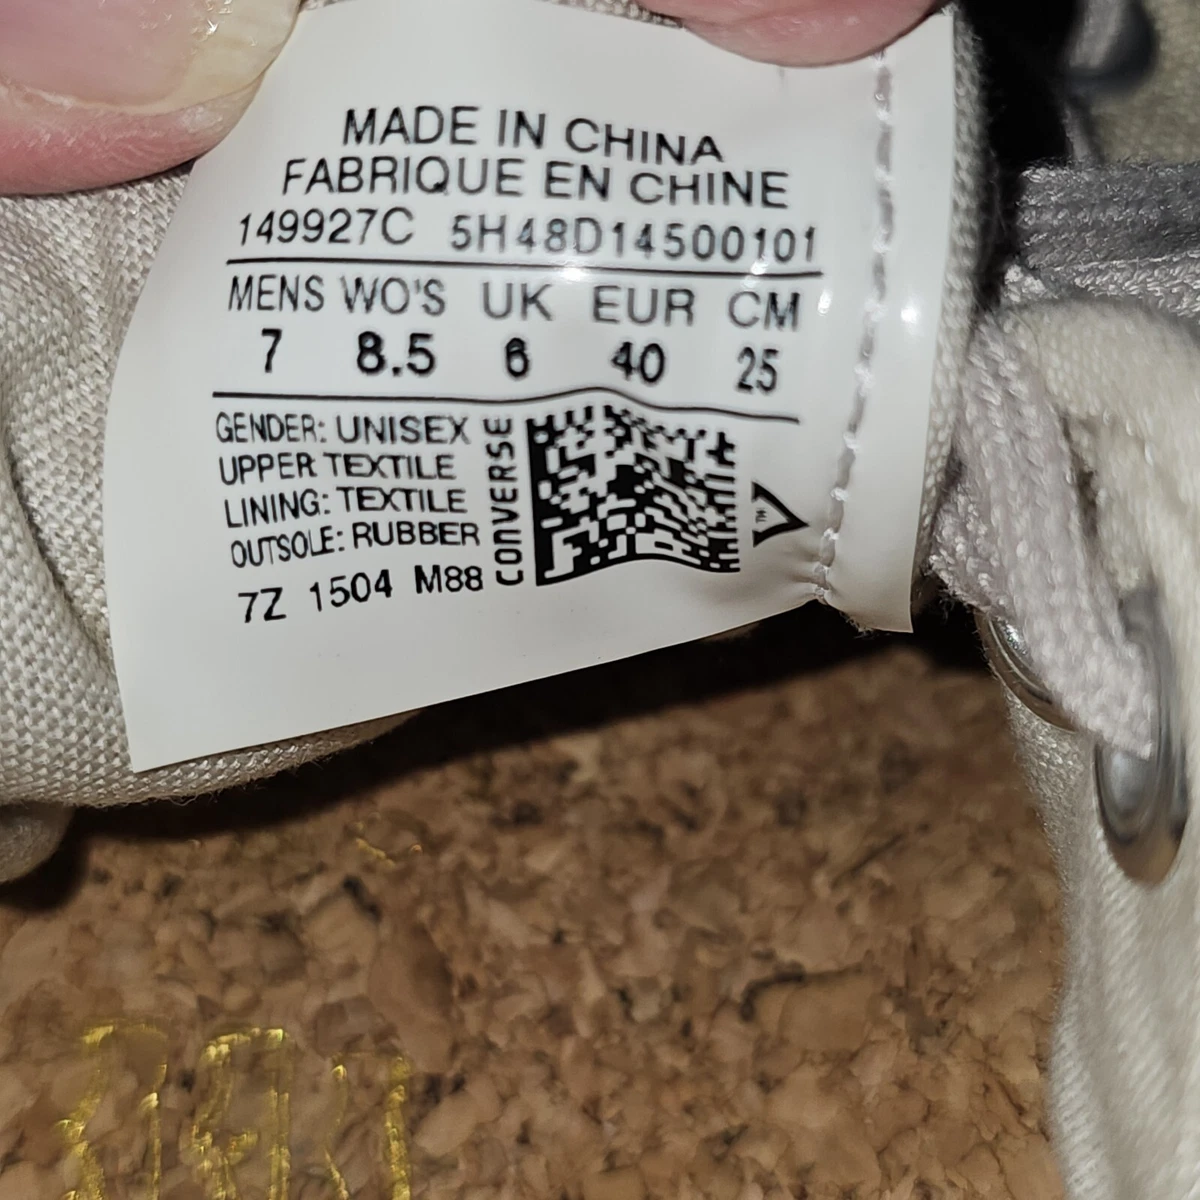 MADE IN CHINA
FABRIQUE EN CHINE
149927C 5H48D14500101
MENS WO'S UK EUR CM
7 8.5 6 40 25
GENDER: UNISEX
UPPER TEXTILE
LINING: TEXTILE
OUTSOLE: RUBBER
7Z 1504 M88
CONVERSE
TM